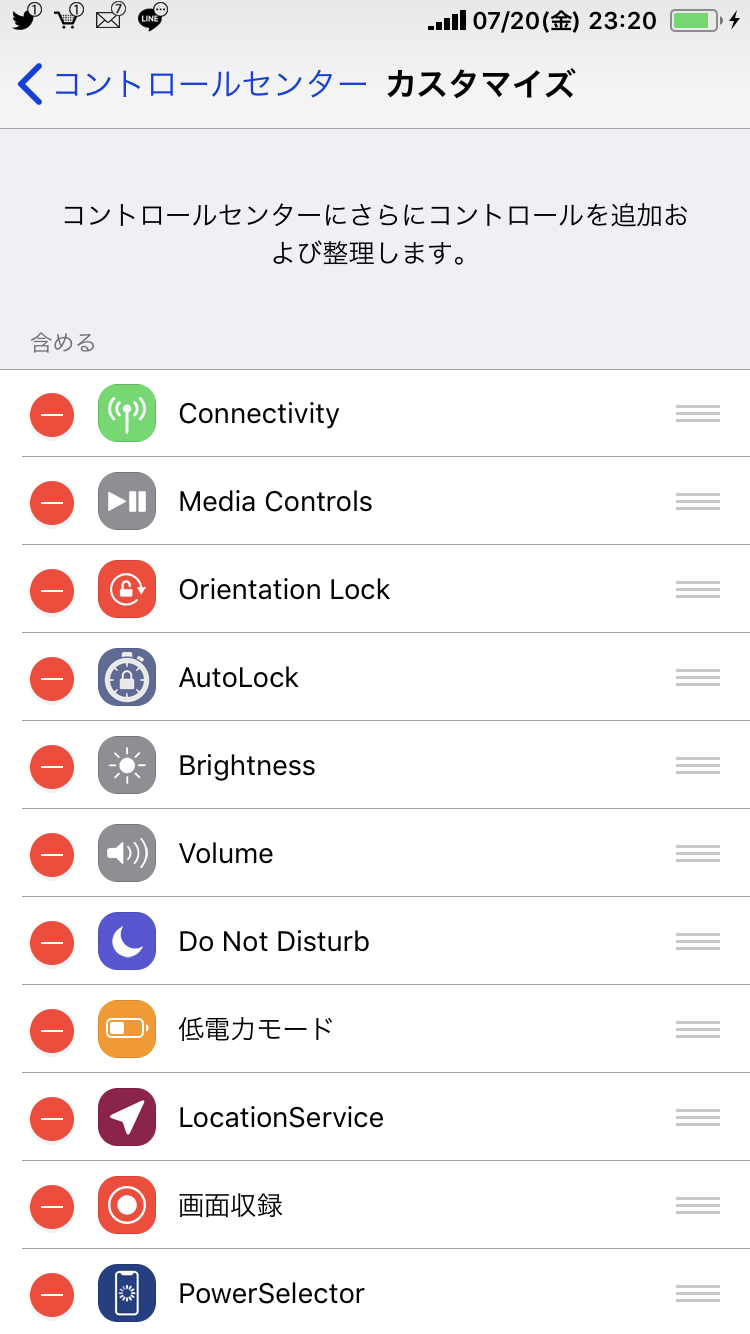 1 1 7 LINE 07/20(金) 23:20
コントロールセンター カスタマイズ
コントロールセンターにさらにコントロールを追加お
よび整理します。
含める
Connectivity
Media Controls
Orientation Lock
AutoLock
Brightness
Volume
Do Not Disturb
低電力モード
LocationService
画面収録
PowerSelector